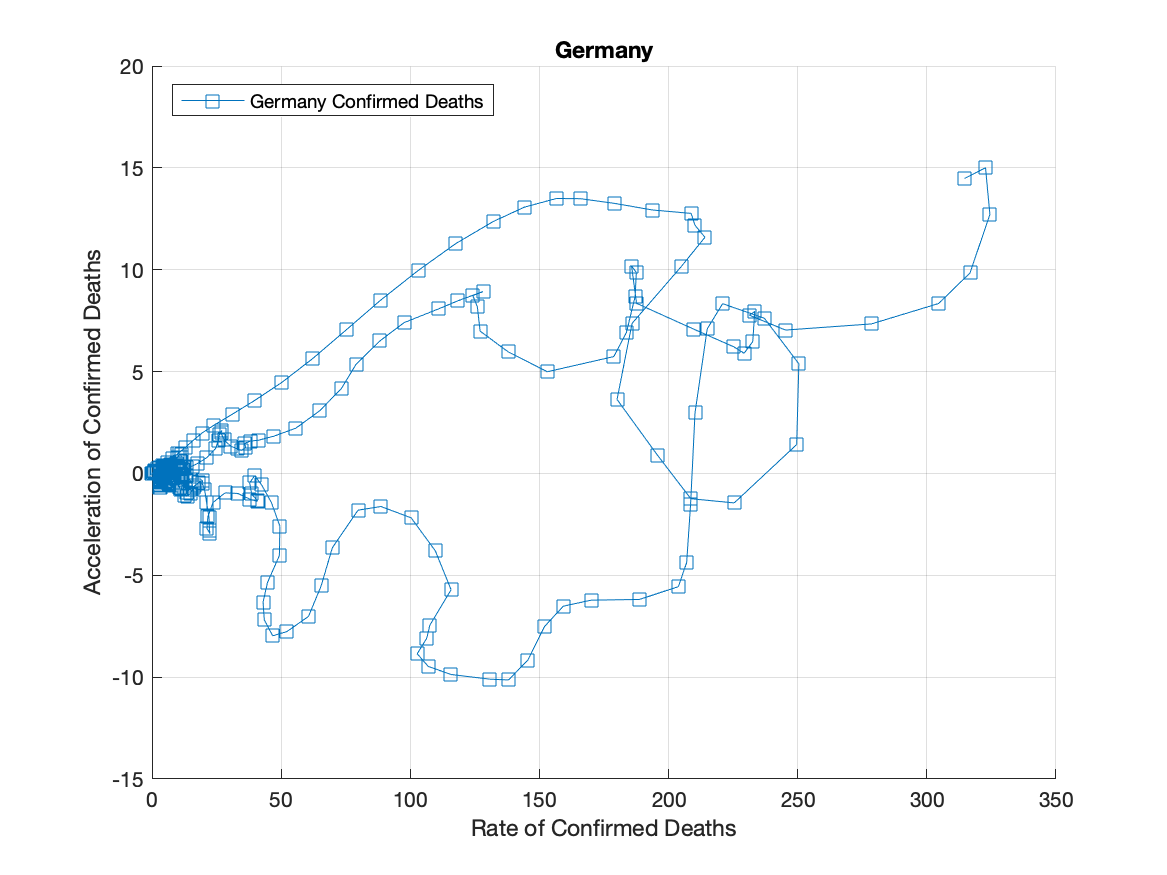 Germany
20
Germany Confirmed Deaths
15
10
5
0
-5
-10
-15
Acceleration of Confirmed Deaths
0 50 100 150 200 250 300 350
Rate of Confirmed Deaths